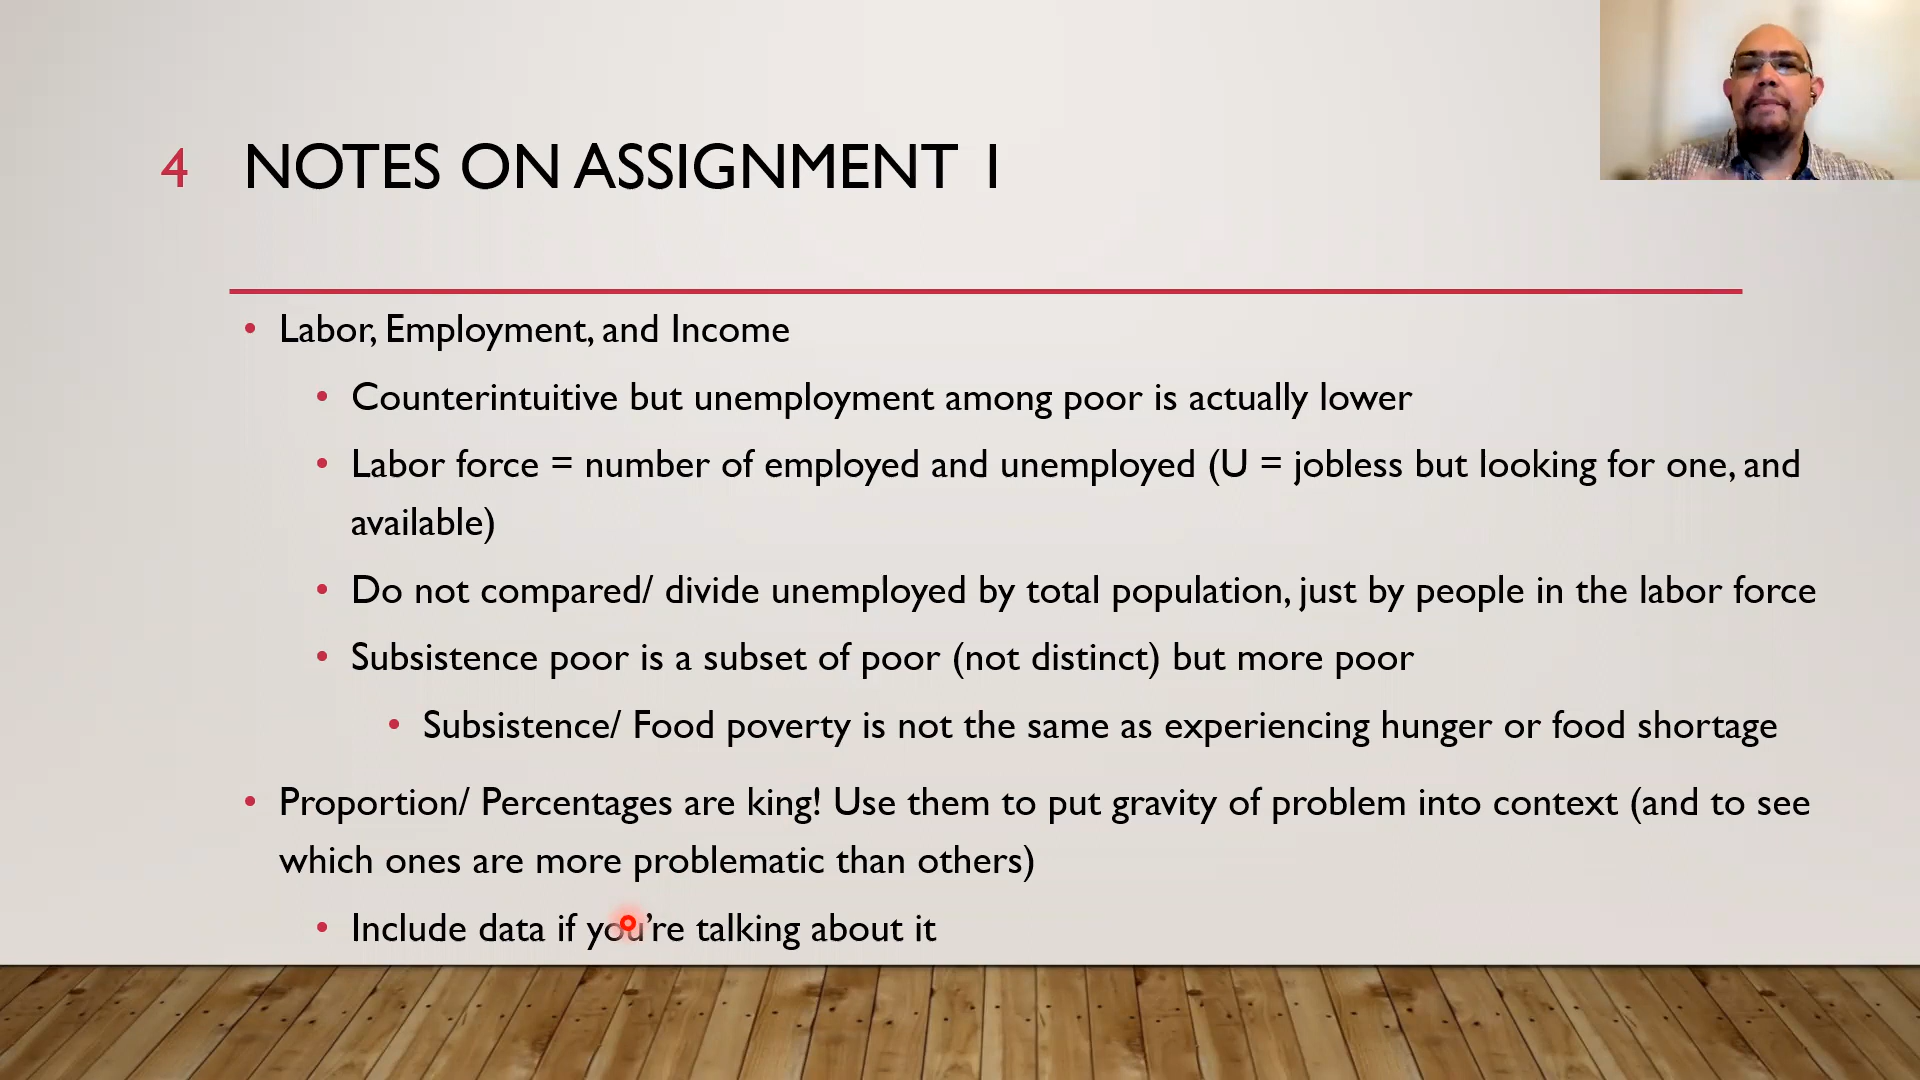 4 NOTES ON ASSIGNMENT 1
• Labor, Employment, and Income
• Counterintuitive but unemployment among poor is actually lower
• Labor force = number of employed and unemployed (U = jobless but looking for one, and
available)
• Do not compared/ divide unemployed by total population, just by people in the labor force
• Subsistence poor is a subset of poor (not distinct) but more poor
• Subsistence/ Food poverty is not the same as experiencing hunger or food shortage
• Proportion/ Percentages are king! Use them to put gravity of problem into context (and to see
which ones are more problematic than others)
• Include data if you’re talking about it